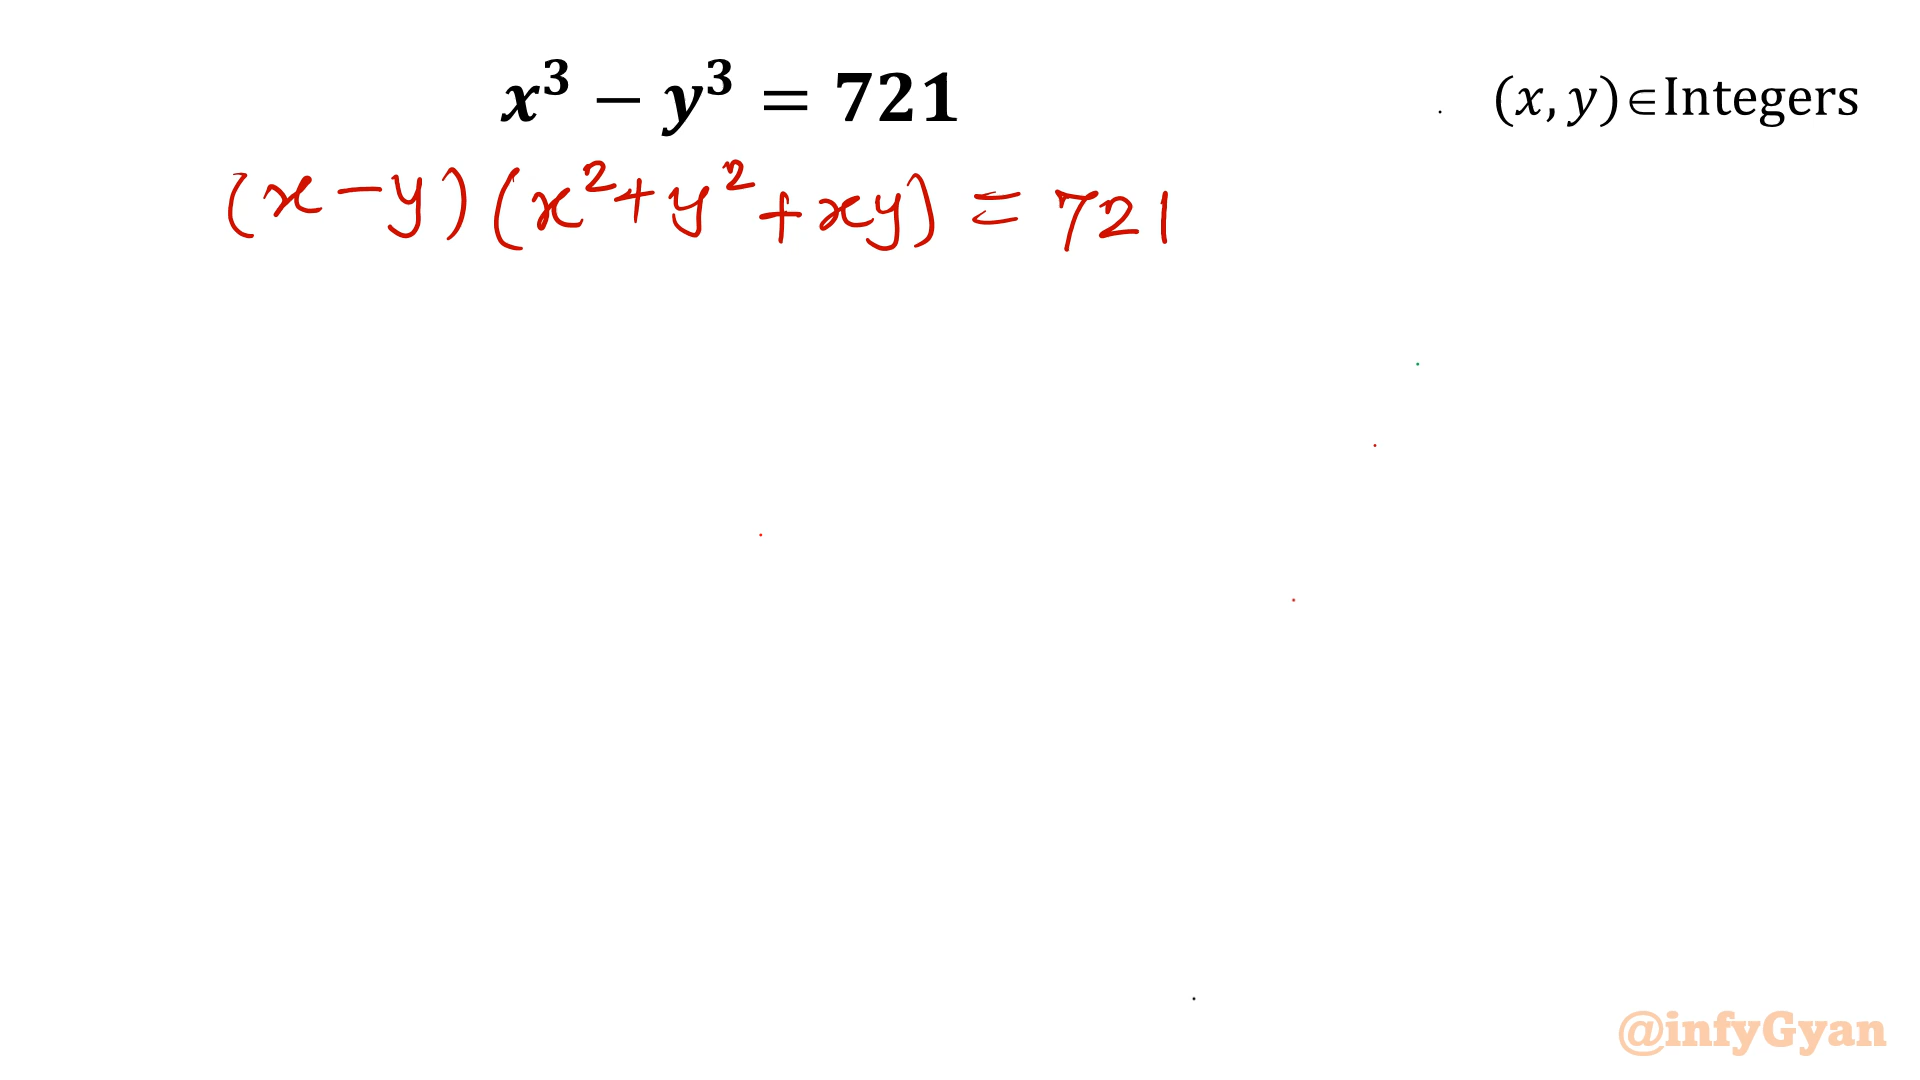 x³ − y³ = 721
(x, y)∈Integers
(x − y) (x² + y² + xy) = 721
@infyGyan